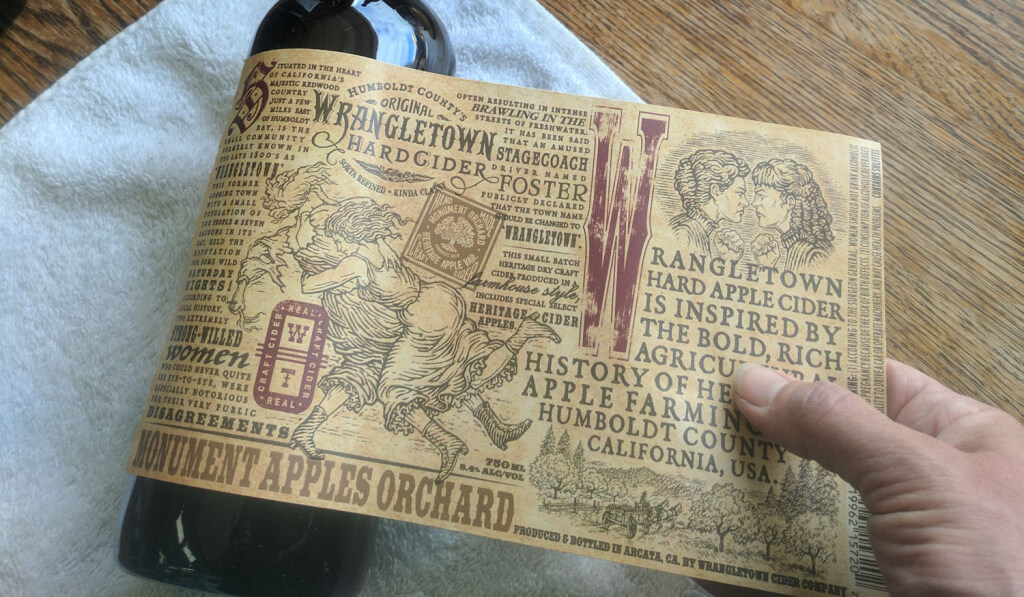 SITUATED IN THE HEART
OF CALIFORNIA'S
MAJESTIC REDWOOD
COUNTRY
JUST A FEW
MILES EAST
OF HUMBOLDT
BAY, IS THE
SMALL COMMUNITY
FORMERLY KNOWN IN
THE LATE 1800'S AS
"WRANGLETOWN"
THIS FORMER
LOGGING TOWN
WITH A SMALL
POPULATION OF
SALOONS IN ITS
DAY, HELD THE
REPUTATION
FOR SOME WILD
SATURDAY
NIGHTS!
ACCORDING TO
HISTORY,
TWO EXTREMELY
STRONG-WILLED
women
WHO COULD NEVER QUITE
SEE EYE-TO-EYE, WERE
ESPECIALLY NOTORIOUS
FOR THEIR VERY PUBLIC
DISAGREEMENTS
HUMBOLDT COUNTY'S
ORIGINAL
WRANGLETOWN
HARD CIDER
SORTA REFINED - KINDA
MONUMENT ORCHARD
HERITAGE APPLE
REAL
CRAFT CIDER
W
T
CRAFT CIDER
REAL
OFTEN RESULTING IN INTENSE
BRAWLING IN THE
STREETS OF FRESHWATER.
IT HAS BEEN SAID
THAT AN AMUSED
STAGECOACH
DRIVER NAMED
FOSTER
PUBLICLY DECLARED
THAT THE TOWN NAME
SHOULD BE CHANGED TO
"WRANGLETOWN"
THIS SMALL BATCH
HERITAGE DRY CRAFT
CIDER PRODUCED IN A
farmhouse style,
INCLUDES SPECIAL SELECT
HERITAGE CIDER
APPLES.
750 ML
8.4% ALC/VOL
MONUMENT APPLES ORCHARD
WRANGLETOWN
HARD APPLE CIDER
IS INSPIRED BY
THE BOLD, RICH
HISTORY OF
APPLE FARMING
HUMBOLDT COUNTY
CALIFORNIA, USA.
PRODUCED & BOTTLED IN ARCATA, CA. BY WRANGLETOWN CIDER COMPANY